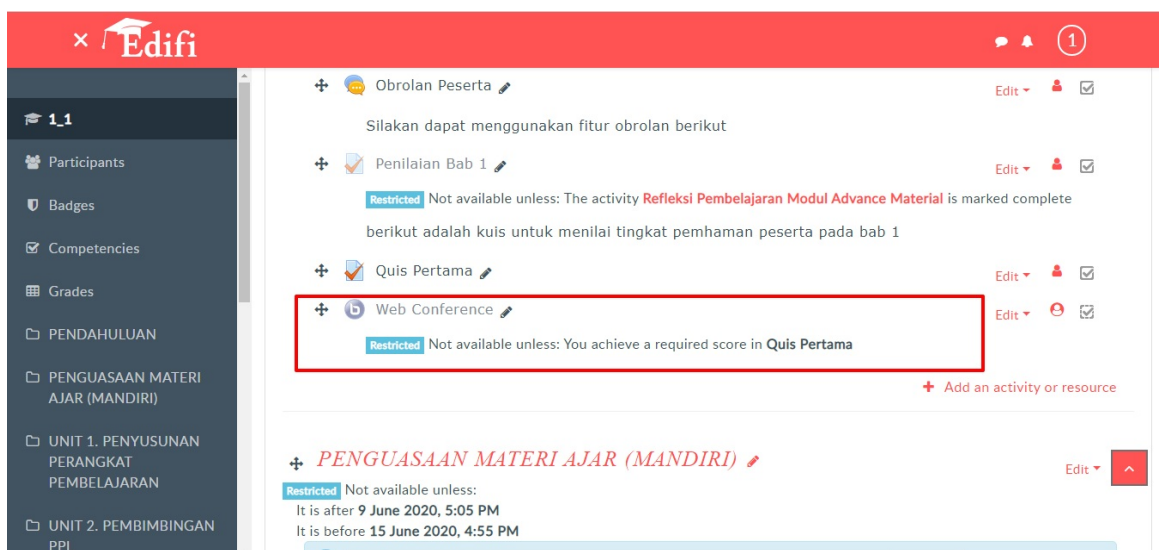 × Edifi
1
1_1
Participants
Badges
Competencies
Grades
PENDAHULUAN
PENGUASAAN MATERI
AJAR (MANDIRI)
UNIT 1. PENYUSUNAN
PERANGKAT
PEMBELAJARAN
UNIT 2. PEMBIMBINGAN
PPL
Obrolan Peserta
Edit
Silakan dapat menggunakan fitur obrolan berikut
Penilaian Bab 1
Edit
Restricted Not available unless: The activity Refleksi Pembelajaran Modul Advance Material is marked complete
berikut adalah kuis untuk menilai tingkat pemhaman peserta pada bab 1
Quis Pertama
Edit
b Web Conference
Edit
Restricted Not available unless: You achieve a required score in Quis Pertama
+ Add an activity or resource
PENGUASAAN MATERI AJAR (MANDIRI)
Edit
Restricted Not available unless:
It is after 9 June 2020, 5:05 PM
It is before 15 June 2020, 4:55 PM